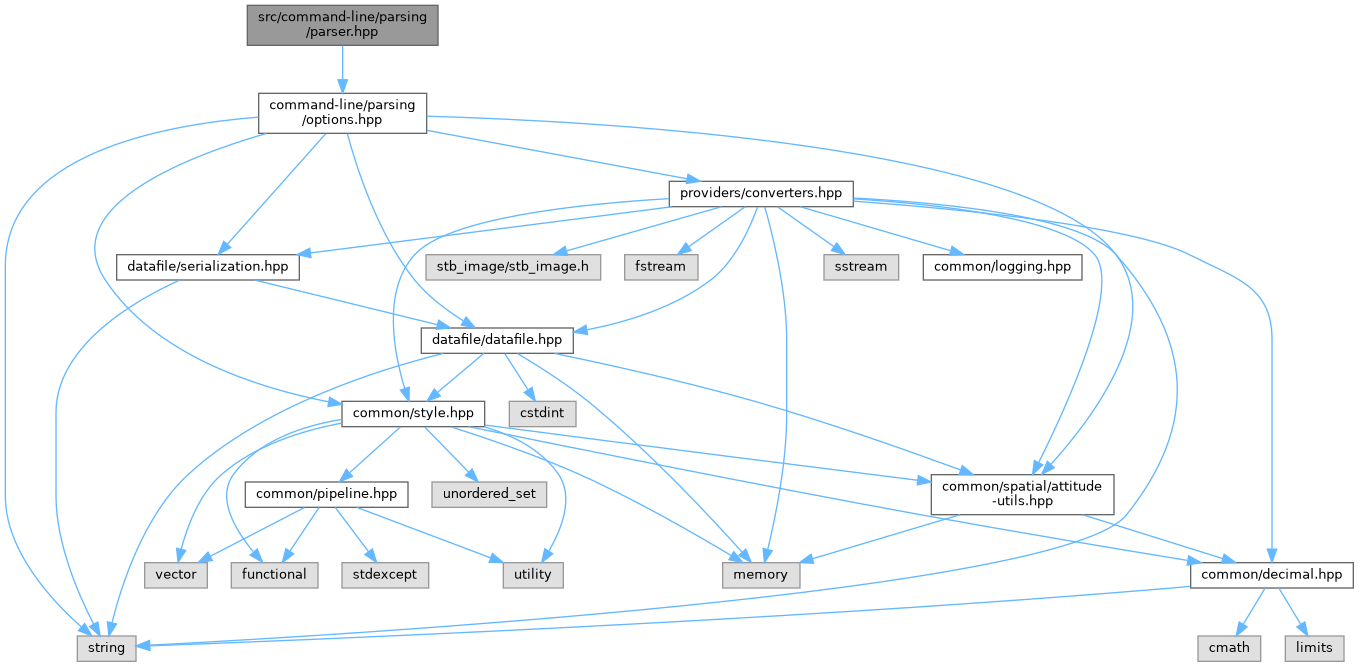 src/command-line/parsing
/parser.hpp
command-line/parsing
/options.hpp
providers/converters.hpp
datafile/serialization.hpp
stb_image/stb_image.h
fstream
sstream
common/logging.hpp
datafile/datafile.hpp
common/style.hpp
cstdint
common/pipeline.hpp
unordered_set
common/spatial/attitude
-utils.hpp
vector
functional
stdexcept
utility
memory
common/decimal.hpp
string
cmath
limits